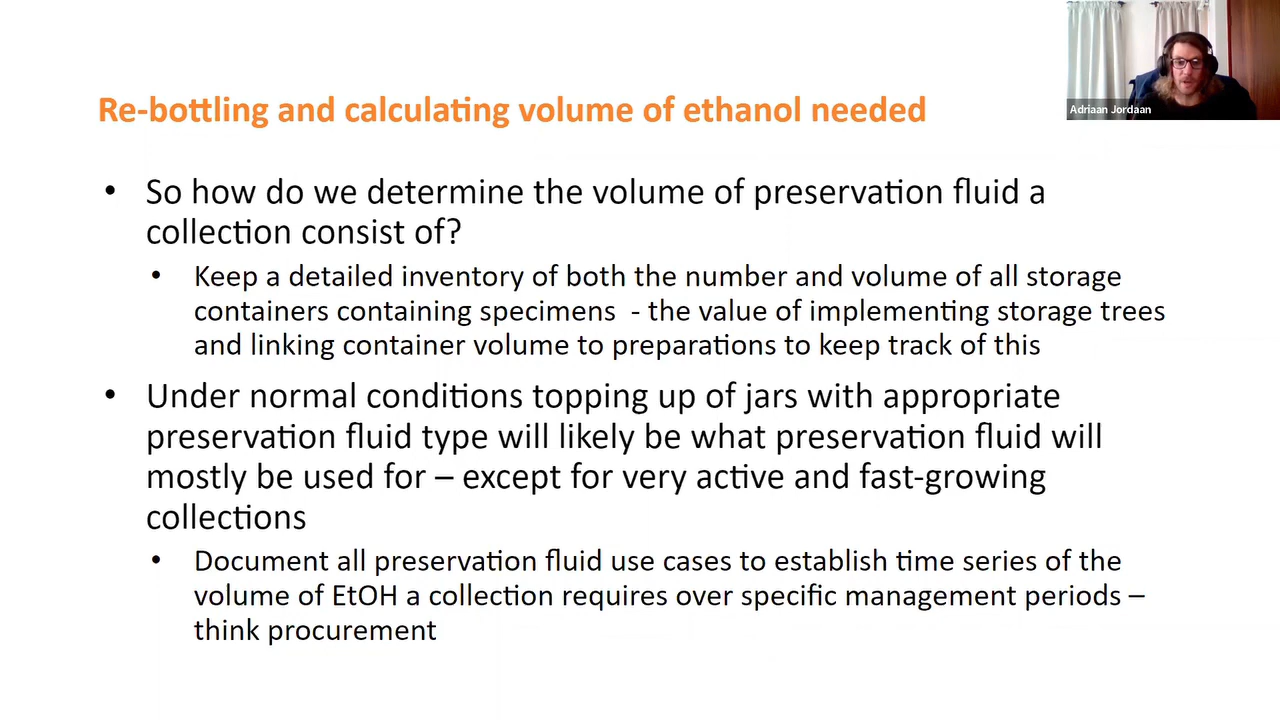 Re-bottling and calculating volume of ethanol needed
Adriaan Jordaan
• So how do we determine the volume of preservation fluid a
collection consist of?
• Keep a detailed inventory of both the number and volume of all storage
containers containing specimens - the value of implementing storage trees
and linking container volume to preparations to keep track of this
• Under normal conditions topping up of jars with appropriate
preservation fluid type will likely be what preservation fluid will
mostly be used for – except for very active and fast-growing
collections
• Document all preservation fluid use cases to establish time series of the
volume of EtOH a collection requires over specific management periods –
think procurement